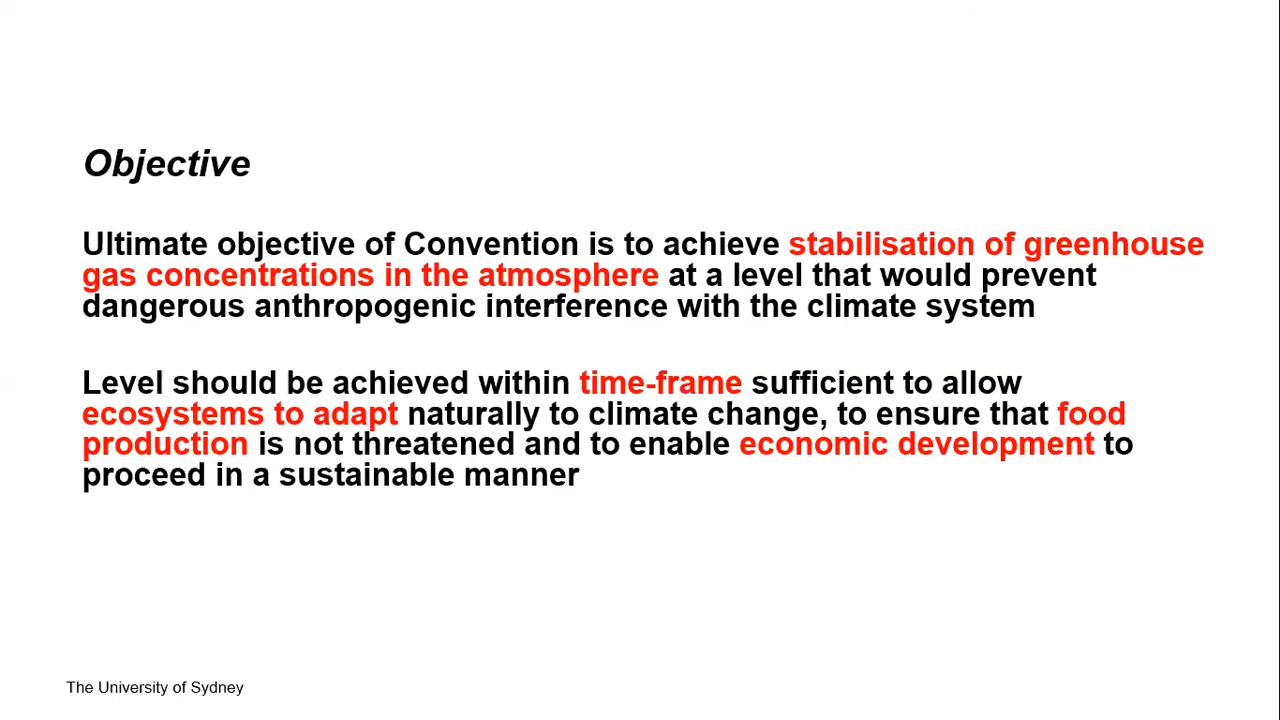 Objective
Ultimate objective of Convention is to achieve stabilisation of greenhouse
gas concentrations in the atmosphere at a level that would prevent
dangerous anthropogenic interference with the climate system
Level should be achieved within time-frame sufficient to allow
ecosystems to adapt naturally to climate change, to ensure that food
production is not threatened and to enable economic development to
proceed in a sustainable manner
The University of Sydney